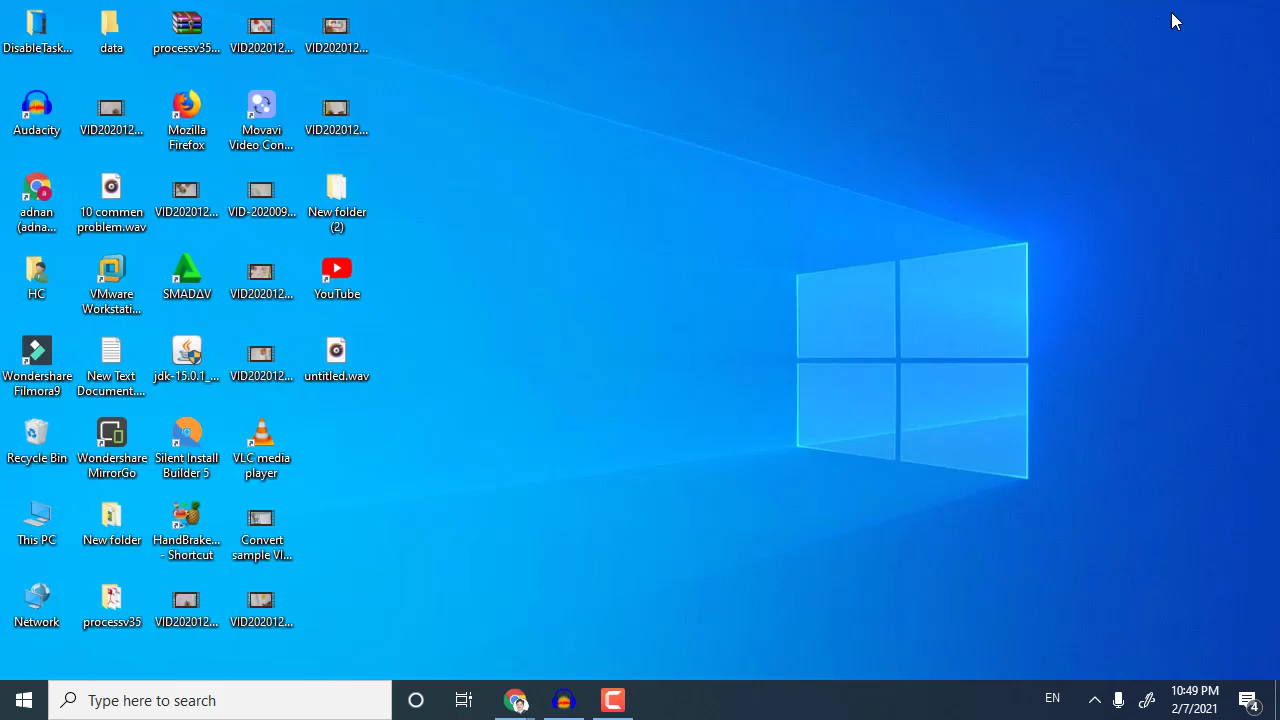 DisableTask...
data
processv35...
VID202012...
VID202012...
Audacity
VID202012...
Mozilla
Firefox
Movavi
Video Con...
VID202012...
adnan
(adna...
10 commen
problem.wav
VID202012...
VID-202009...
New folder
(2)
HC
VMware
Workstati...
SMADΔV
VID202012...
YouTube
Wondershare
Filmora9
New Text
Document....
jdk-15.0.1_...
VID202012...
untitled.wav
Recycle Bin
Wondershare
MirrorGo
Silent Install
Builder 5
VLC media
player
This PC
New folder
HandBrake...
- Shortcut
Convert
sample VI...
Network
processv35
VID202012...
VID202012...
Type here to search
EN
10:49 PM
2/7/2021
4